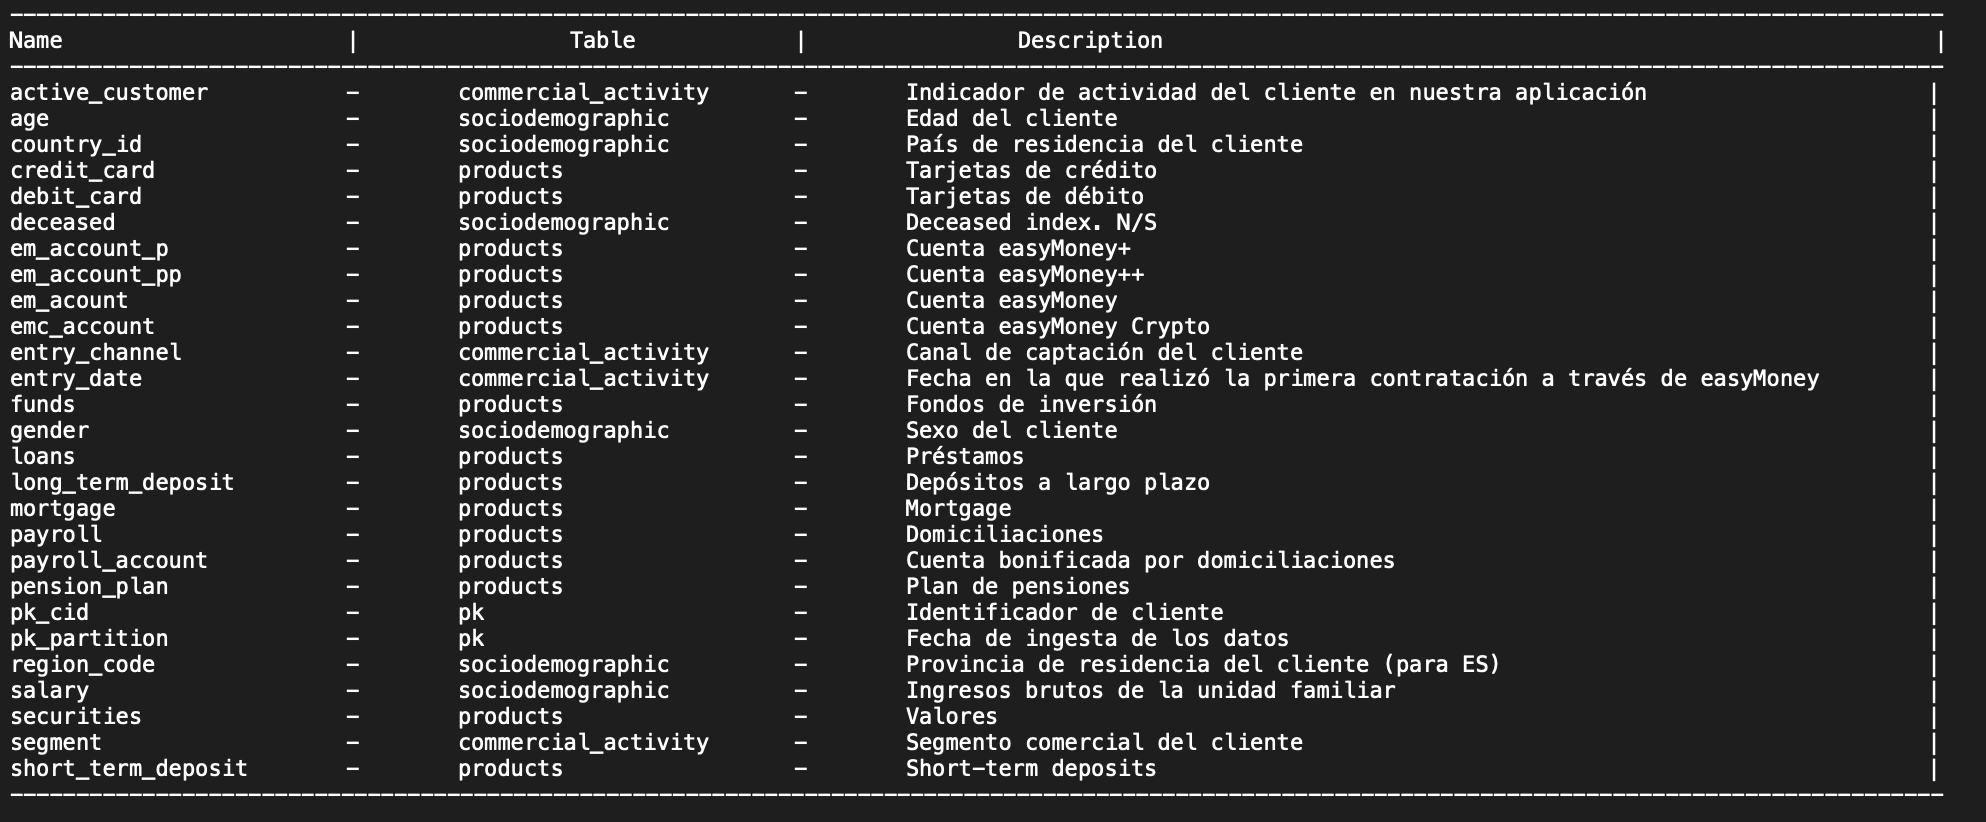 Name | Table | Description |
active_customer - commercial_activity - Indicador de actividad del cliente en nuestra aplicación |
age - sociodemographic - Edad del cliente |
country_id - sociodemographic - País de residencia del cliente |
credit_card - products - Tarjetas de crédito |
debit_card - products - Tarjetas de débito |
deceased - sociodemographic - Deceased index. N/S |
em_account_p - products - Cuenta easyMoney+ |
em_account_pp - products - Cuenta easyMoney++ |
em_acount - products - Cuenta easyMoney |
emc_account - products - Cuenta easyMoney Crypto |
entry_channel - commercial_activity - Canal de captación del cliente |
entry_date - commercial_activity - Fecha en la que realizó la primera contratación a través de easyMoney |
funds - products - Fondos de inversión |
gender - sociodemographic - Sexo del cliente |
loans - products - Préstamos |
long_term_deposit - products - Depósitos a largo plazo |
mortgage - products - Mortgage |
payroll - products - Domiciliaciones |
payroll_account - products - Cuenta bonificada por domiciliaciones |
pension_plan - products - Plan de pensiones |
pk_cid - pk - Identificador de cliente |
pk_partition - pk - Fecha de ingesta de los datos |
region_code - sociodemographic - Provincia de residencia del cliente (para ES) |
salary - sociodemographic - Ingresos brutos de la unidad familiar |
securities - products - Valores |
segment - commercial_activity - Segmento comercial del cliente |
short_term_deposit - products - Short-term deposits |